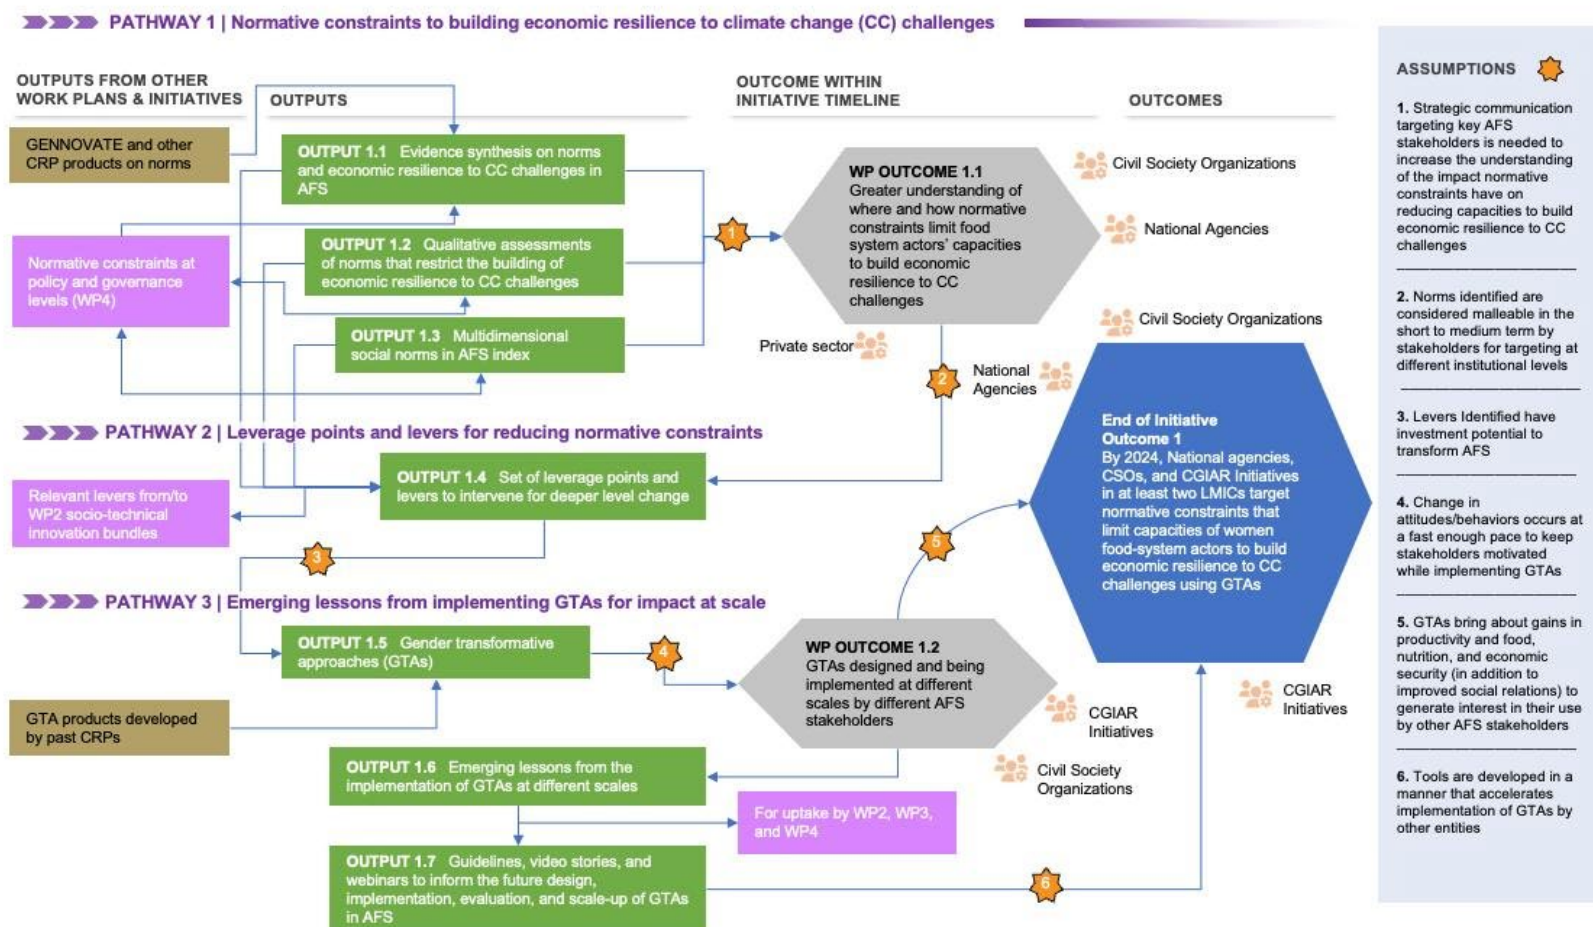 PATHWAY 1 | Normative constraints to building economic resilience to climate change (CC) challenges
OUTPUTS FROM OTHER
WORK PLANS & INITIATIVES
OUTPUTS
OUTCOME WITHIN
INITIATIVE TIMELINE
OUTCOMES
GENNOVATE and other
CRP products on norms
OUTPUT 1.1 Evidence synthesis on norms
and economic resilience to CC challenges in
AFS
Normative constraints at
policy and governance
levels (WP4)
OUTPUT 1.2 Qualitative assessments
of norms that restrict the building of
economic resilience to CC challenges
OUTPUT 1.3 Multidimensional
social norms in AFS index
1
WP OUTCOME 1.1
Greater understanding of
where and how normative
constraints limit food
system actors' capacities
to build economic
resilience to CC
challenges
Civil Society Organizations
National Agencies
Private sector
2
National
Agencies
Civil Society Organizations
PATHWAY 2 | Leverage points and levers for reducing normative constraints
Relevant levers from/to
WP2 socio-technical
innovation bundles
OUTPUT 1.4 Set of leverage points and
levers to intervene for deeper level change
3
End of Initiative
Outcome 1
By 2024, National agencies,
CSOs, and CGIAR Initiatives
in at least two LMICs target
normative constraints that
limit capacities of women
food-system actors to build
economic resilience to CC
challenges using GTAs
5
PATHWAY 3 | Emerging lessons from implementing GTAs for impact at scale
OUTPUT 1.5 Gender transformative
approaches (GTAs)
4
WP OUTCOME 1.2
GTAs designed and being
implemented at different
scales by different AFS
stakeholders
GTA products developed
by past CRPs
CGIAR
Initiatives
CGIAR
Initiatives
Civil Society
Organizations
OUTPUT 1.6 Emerging lessons from the
implementation of GTAs at different scales
For uptake by WP2, WP3,
and WP4
OUTPUT 1.7 Guidelines, video stories, and
webinars to inform the future design,
implementation, evaluation, and scale-up of GTAs
in AFS
6
ASSUMPTIONS
1. Strategic communication
targeting key AFS
stakeholders is needed to
increase the understanding
of the impact normative
constraints have on
reducing capacities to build
economic resilience to CC
challenges
2. Norms identified are
considered malleable in the
short to medium term by
stakeholders for targeting at
different institutional levels
3. Levers Identified have
investment potential to
transform AFS
4. Change in
attitudes/behaviors occurs at
a fast enough pace to keep
stakeholders motivated
while implementing GTAs
5. GTAs bring about gains in
productivity and food,
nutrition, and economic
security (in addition to
improved social relations) to
generate interest in their use
by other AFS stakeholders
6. Tools are developed in a
manner that accelerates
implementation of GTAs by
other entities